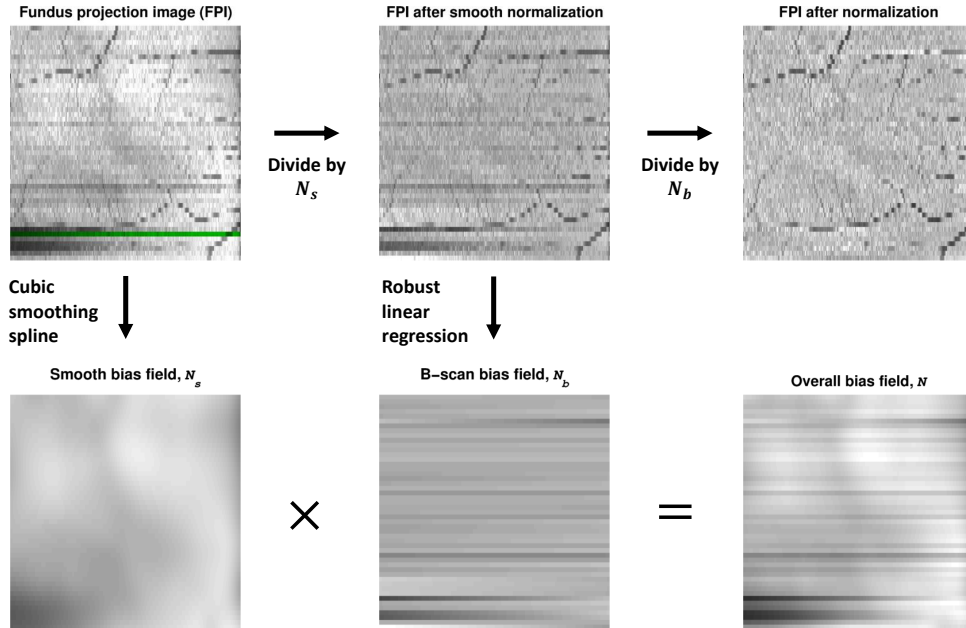 Fundus projection image (FPI)
FPI after smooth normalization
FPI after normalization
Divide by
N_s
Divide by
N_b
Cubic
smoothing
spline
Robust
linear
regression
Smooth bias field, N_s
B−scan bias field, N_b
Overall bias field, N
×
=